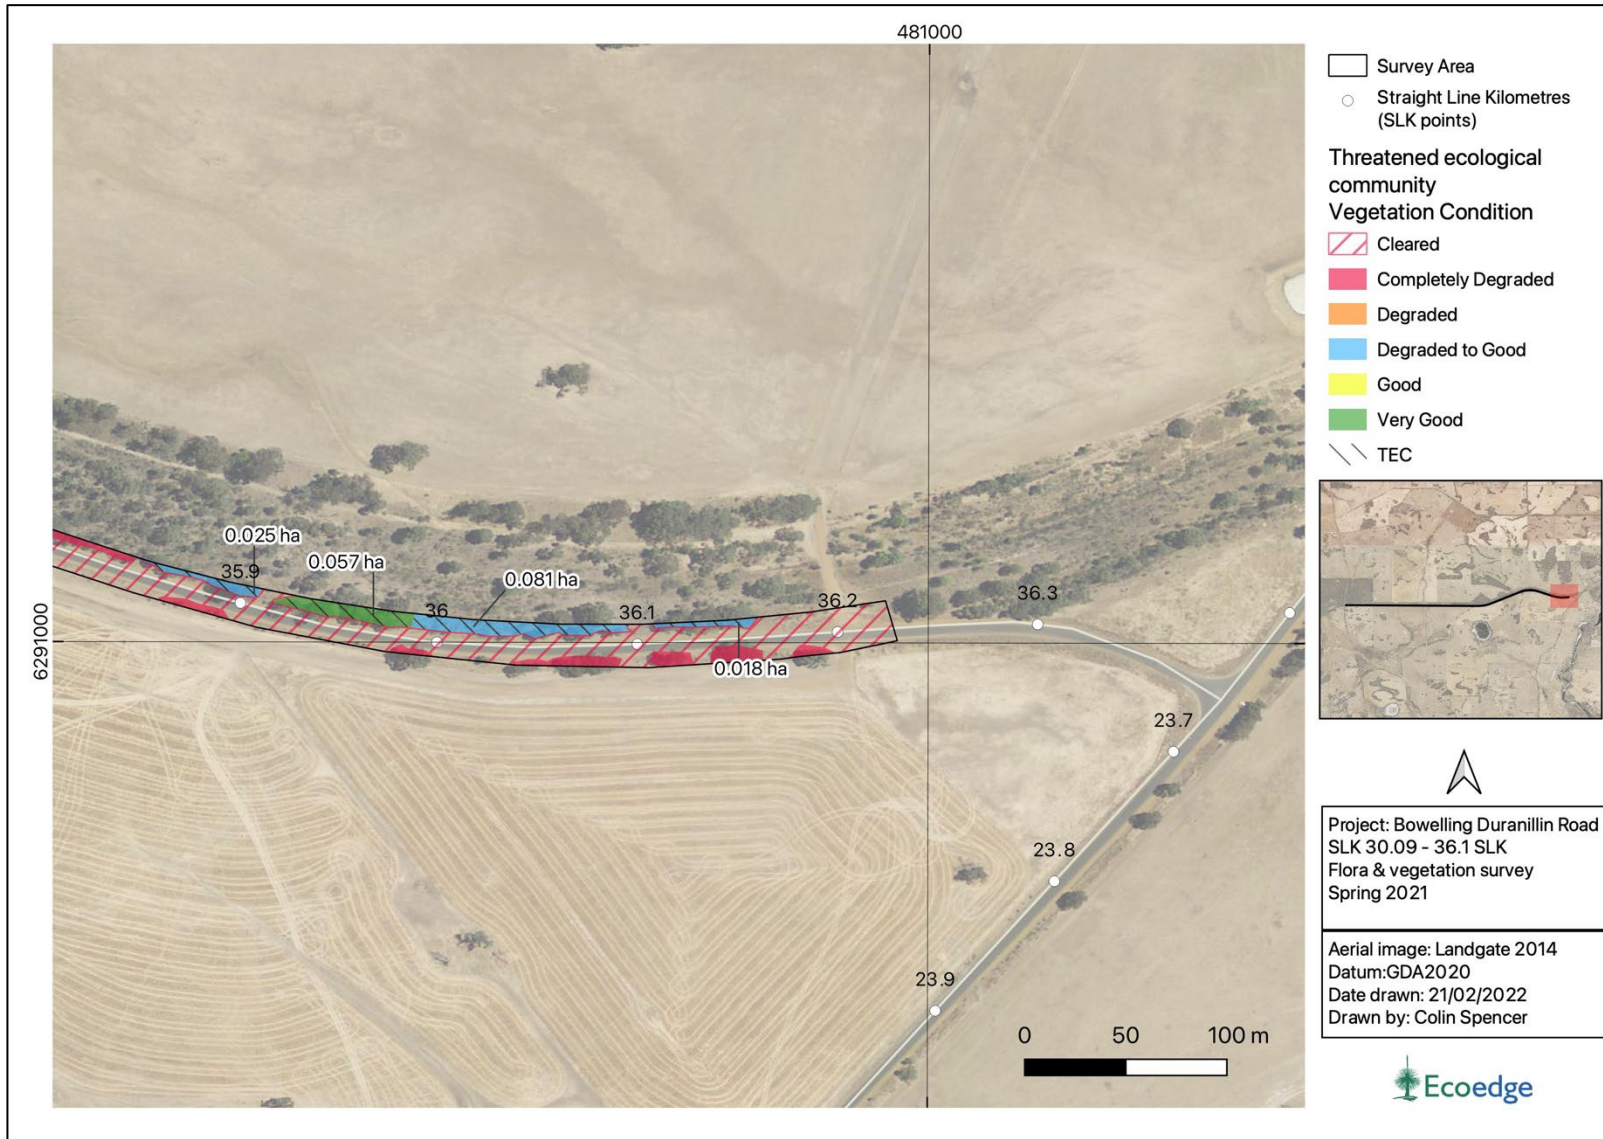 481000
6291000
0.025 ha
35.9
0.057 ha
36
0.081 ha
36.1
36.2
0.018 ha
36.3
23.7
23.8
23.9
0 50 100 m
Survey Area
Straight Line Kilometres
(SLK points)
Threatened ecological
community
Vegetation Condition
Cleared
Completely Degraded
Degraded
Degraded to Good
Good
Very Good
TEC
Project: Bowelling Duranillin Road
SLK 30.09 - 36.1 SLK
Flora & vegetation survey
Spring 2021
Aerial image: Landgate 2014
Datum:GDA2020
Date drawn: 21/02/2022
Drawn by: Colin Spencer
Ecoedge